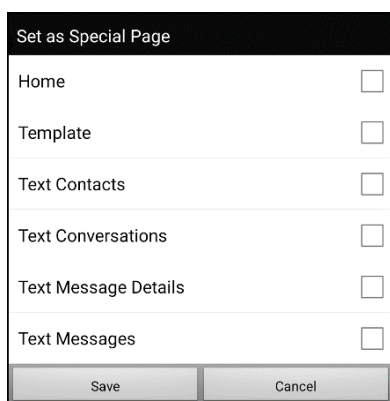 Set as Special Page
Home
Template
Text Contacts
Text Conversations
Text Message Details
Text Messages
Save Cancel